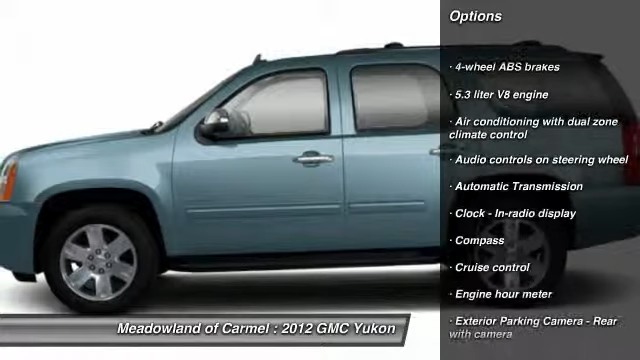 Options
· 4-wheel ABS brakes
· 5.3 liter V8 engine
· Air conditioning with dual zone
climate control
· Audio controls on steering wheel
· Automatic Transmission
· Clock - In-radio display
· Compass
· Cruise control
· Engine hour meter
· Exterior Parking Camera - Rear
with camera
Meadowland of Carmel : 2012 GMC Yukon